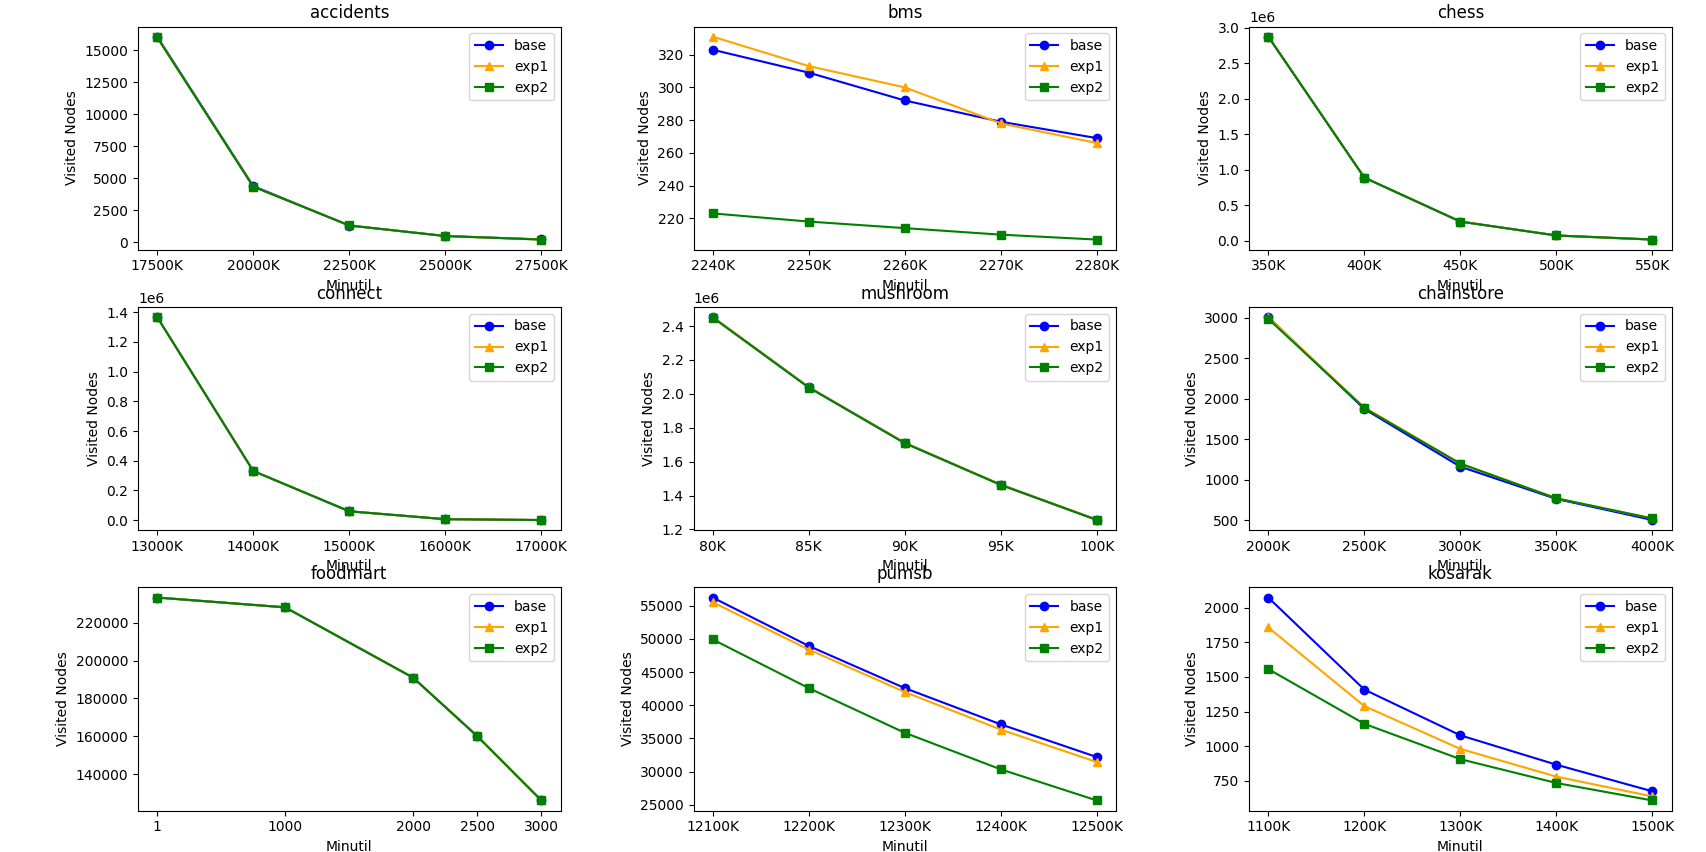 accidents
Visited Nodes
15000
12500
10000
7500
5000
2500
0
17500K 20000K 22500K 25000K 27500K
Minutil
base
exp1
exp2
bms
Visited Nodes
320
300
280
260
240
220
2240K 2250K 2260K 2270K 2280K
Minutil
base
exp1
exp2
chess
1e6
Visited Nodes
3.0
2.5
2.0
1.5
1.0
0.5
0.0
350K 400K 450K 500K 550K
Minutil
base
exp1
exp2
connect
1e6
Visited Nodes
1.4
1.2
1.0
0.8
0.6
0.4
0.2
0.0
13000K 14000K 15000K 16000K 17000K
Minutil
base
exp1
exp2
mushroom
1e6
Visited Nodes
2.4
2.2
2.0
1.8
1.6
1.4
1.2
80K 85K 90K 95K 100K
Minutil
base
exp1
exp2
chainstore
Visited Nodes
3000
2500
2000
1500
1000
500
2000K 2500K 3000K 3500K 4000K
Minutil
base
exp1
exp2
foodmart
Visited Nodes
220000
200000
180000
160000
140000
1 1000 2000 2500 3000
Minutil
base
exp1
exp2
pumsb
Visited Nodes
55000
50000
45000
40000
35000
30000
25000
12100K 12200K 12300K 12400K 12500K
Minutil
base
exp1
exp2
kosarak
Visited Nodes
2000
1750
1500
1250
1000
750
1100K 1200K 1300K 1400K 1500K
Minutil
base
exp1
exp2